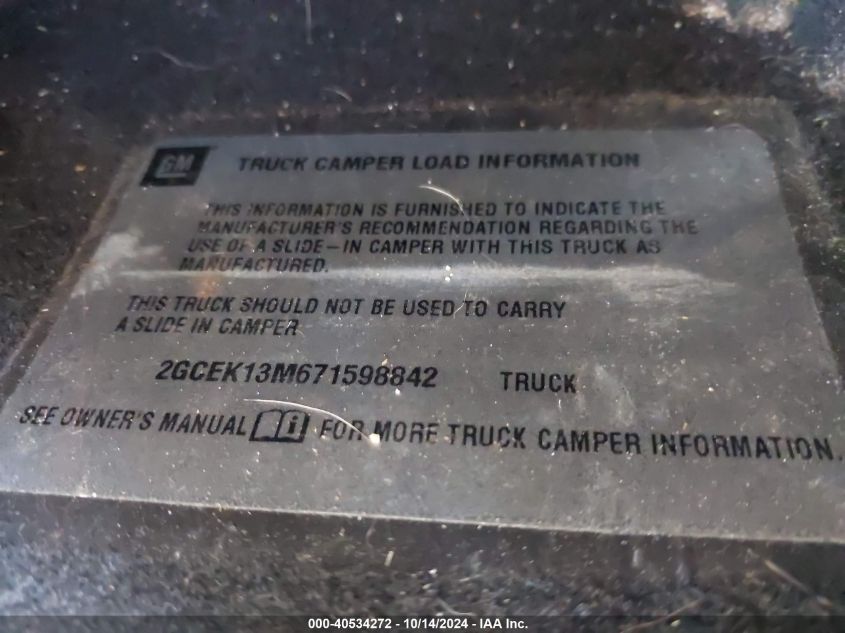 GM
TRUCK CAMPER LOAD INFORMATION
THIS INFORMATION IS FURNISHED TO INDICATE THE
MANUFACTURER'S RECOMMENDATION REGARDING THE
USE OF A SLIDE-IN CAMPER WITH THIS TRUCK AS
MANUFACTURED.
THIS TRUCK SHOULD NOT BE USED TO CARRY
A SLIDE IN CAMPER
2GCEK13M671598842 TRUCK
SEE OWNER'S MANUAL i FOR MORE TRUCK CAMPER INFORMATION.
000-40534272 - 10/14/2024 - IAA Inc.